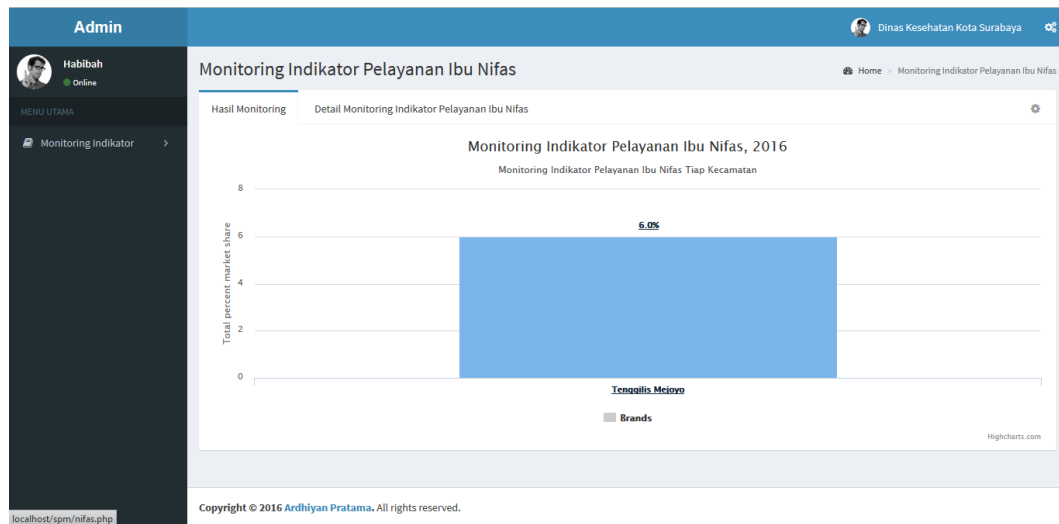 Admin
Dinas Kesehatan Kota Surabaya
Habibah
Online
MENU UTAMA
Monitoring Indikator
Monitoring Indikator Pelayanan Ibu Nifas
Home > Monitoring Indikator Pelayanan Ibu Nifas
Hasil Monitoring
Detail Monitoring Indikator Pelayanan Ibu Nifas
Monitoring Indikator Pelayanan Ibu Nifas, 2016
Monitoring Indikator Pelayanan Ibu Nifas Tiap Kecamatan
Total percent market share
8
6
4
2
0
6.0%
Tenggilis Mejoyo
Brands
Highcharts.com
Copyright © 2016 Ardhiyan Pratama. All rights reserved.
localhost/spm/nifas.php